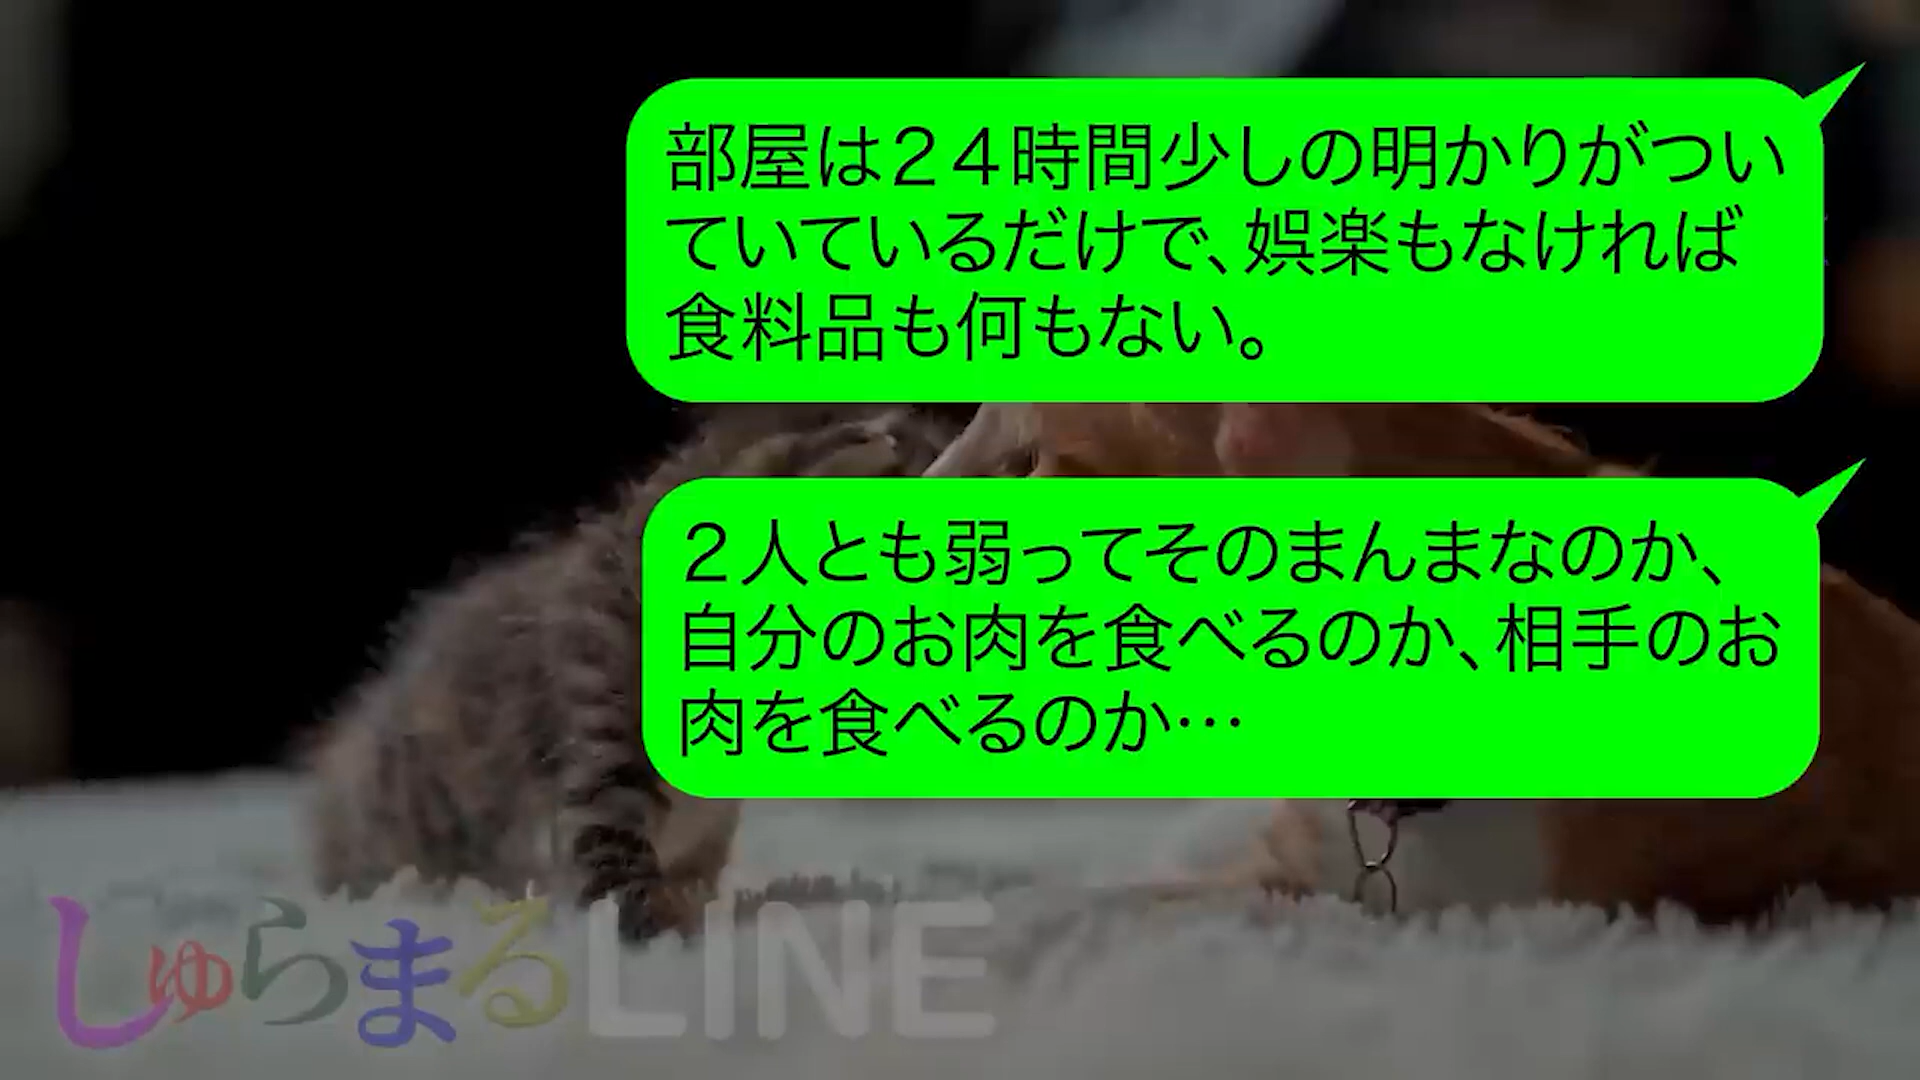 部屋は２４時間少しの明かりがつい
ていているだけで、娯楽もなければ
食料品も何もない。
２人とも弱ってそのまんまなのか、
自分のお肉を食べるのか、相手のお
肉を食べるのか…
しゅらまるLINE